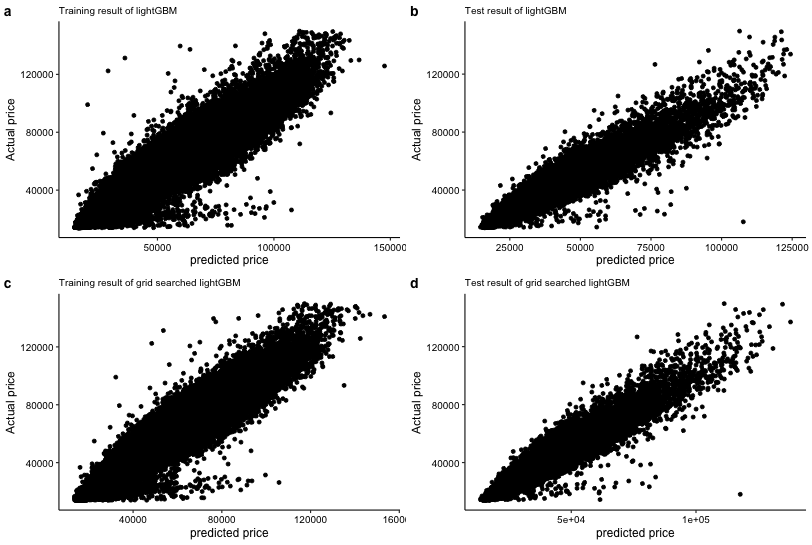 a
Training result of lightGBM
Actual price
120000
80000
40000
50000
100000
150000
predicted price
b
Test result of lightGBM
Actual price
120000
80000
40000
25000
50000
75000
100000
125000
predicted price
c
Training result of grid searched lightGBM
Actual price
120000
80000
40000
40000
80000
120000
1600
predicted price
d
Test result of grid searched lightGBM
Actual price
120000
80000
40000
5e+04
1e+05
predicted price